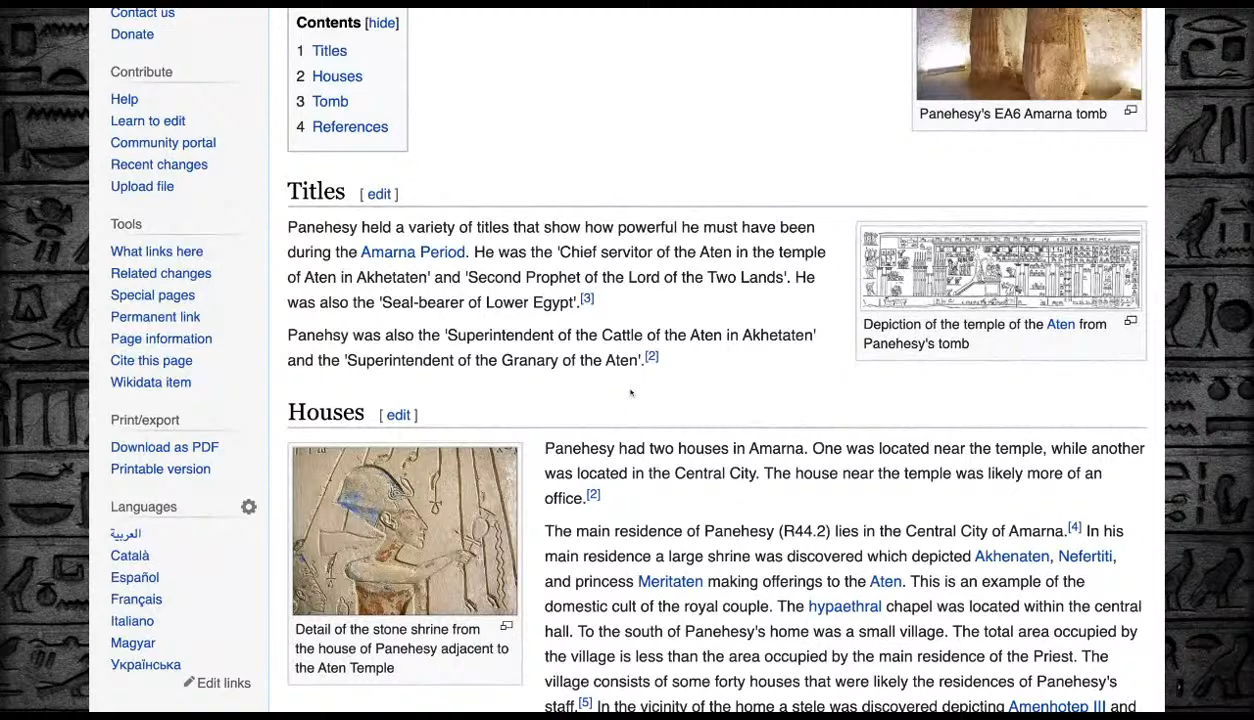 Contact us
Donate
Contribute
Help
Learn to edit
Community portal
Recent changes
Upload file
Tools
What links here
Related changes
Special pages
Permanent link
Page information
Cite this page
Wikidata item
Print/export
Download as PDF
Printable version
Languages
العربية
Català
Español
Français
Italiano
Magyar
Українська
Edit links
Contents [hide]
1 Titles
2 Houses
3 Tomb
4 References
Panehesy's EA6 Amarna tomb
Titles [ edit ]
Panehesy held a variety of titles that show how powerful he must have been
during the Amarna Period. He was the 'Chief servitor of the Aten in the temple
of Aten in Akhetaten' and 'Second Prophet of the Lord of the Two Lands'. He
was also the 'Seal-bearer of Lower Egypt'.[3]
Panehsy was also the 'Superintendent of the Cattle of the Aten in Akhetaten'
and the 'Superintendent of the Granary of the Aten'.[2]
Depiction of the temple of the Aten from
Panehesy's tomb
Houses [ edit ]
Detail of the stone shrine from
the house of Panehesy adjacent to
the Aten Temple
Panehesy had two houses in Amarna. One was located near the temple, while another
was located in the Central City. The house near the temple was likely more of an
office.[2]
The main residence of Panehesy (R44.2) lies in the Central City of Amarna.[4] In his
main residence a large shrine was discovered which depicted Akhenaten, Nefertiti,
and princess Meritaten making offerings to the Aten. This is an example of the
domestic cult of the royal couple. The hypaethral chapel was located within the central
hall. To the south of Panehesy's home was a small village. The total area occupied by
the village is less than the area occupied by the main residence of the Priest. The
village consists of some forty houses that were likely the residences of Panehesy's
staff.[5] In the vicinity of the home a stele was discovered depicting Amenhotep III and